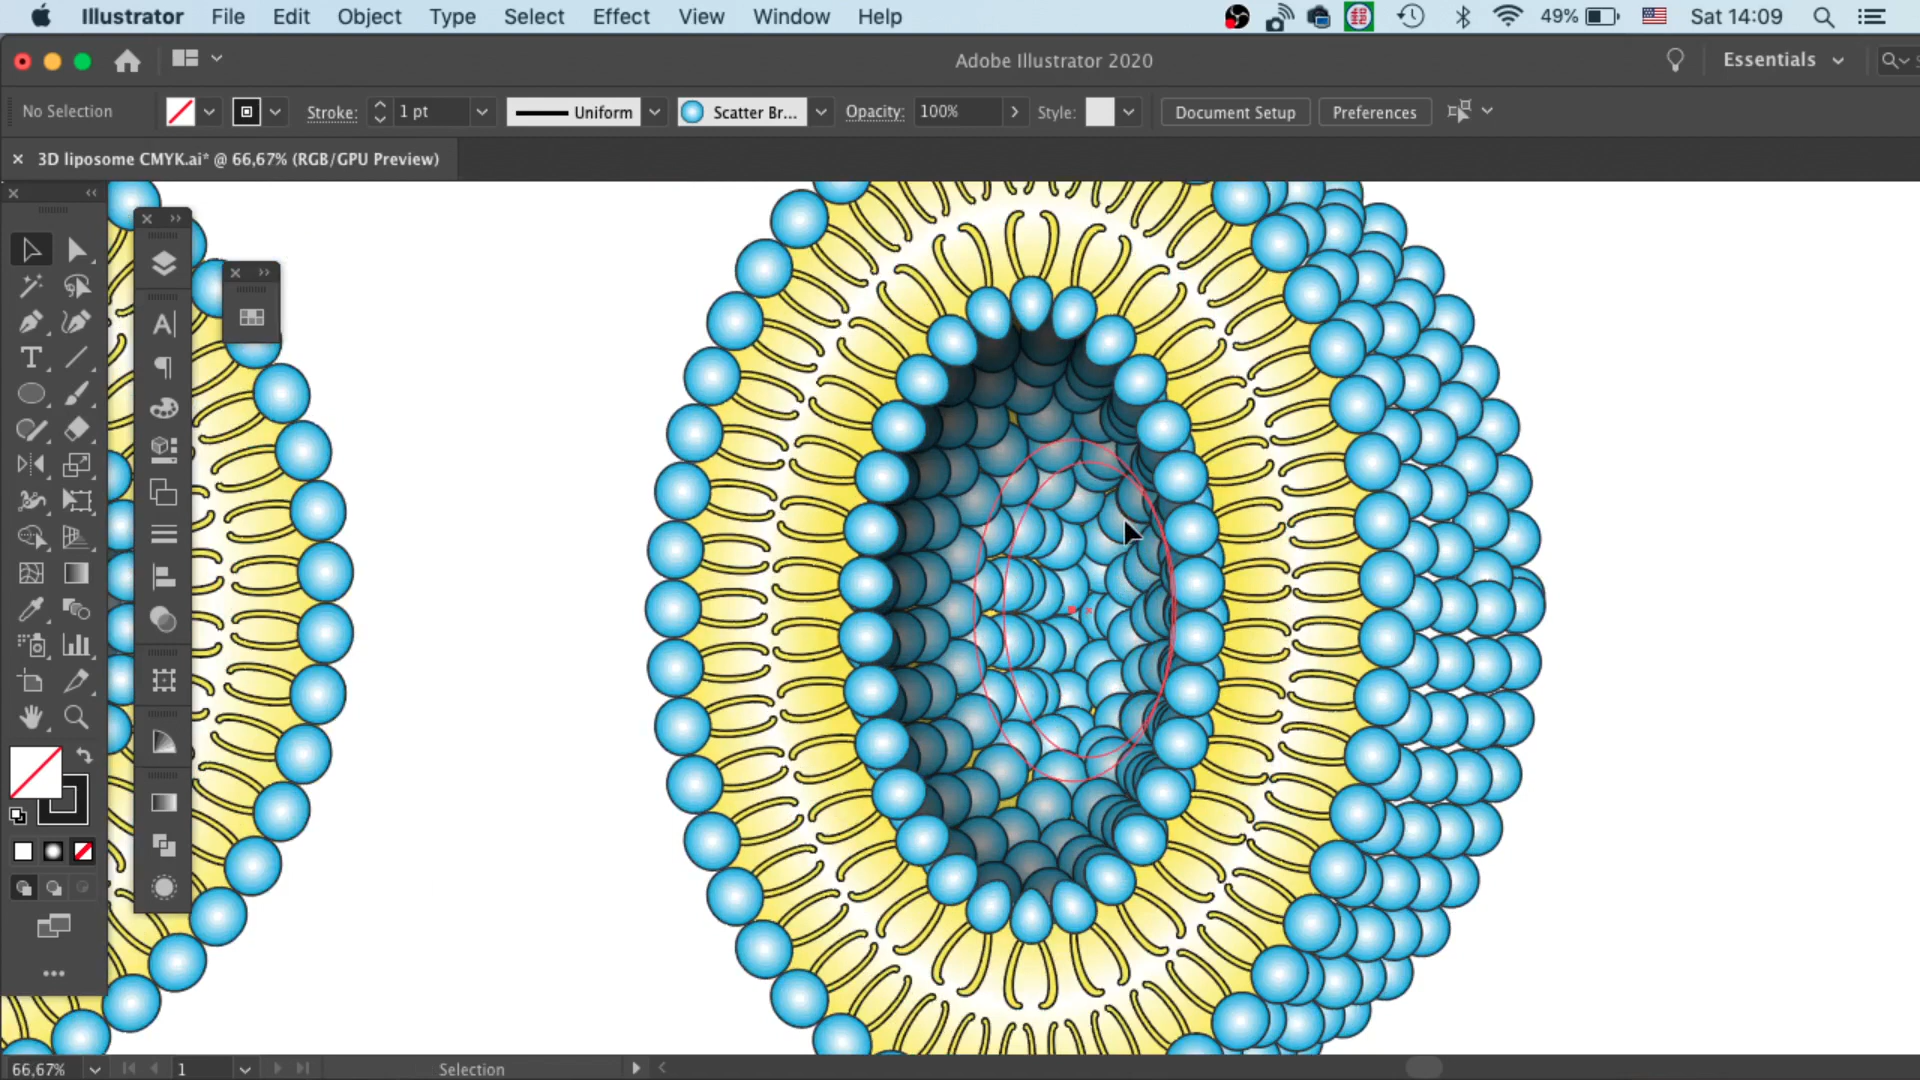 Illustrator File Edit Object Type Select Effect View Window Help 49% Sat 14:09
Adobe Illustrator 2020 Essentials
No Selection Stroke: 1 pt Uniform Scatter Br... Opacity: 100% Style: Document Setup Preferences
3D liposome CMYK.ai* @ 66,67% (RGB/GPU Preview)
66,67% 1 Selection